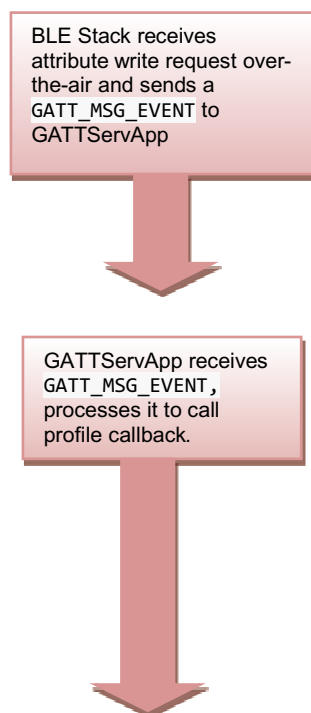 BLE Stack receives
attribute write request over-
the-air and sends a
GATT_MSG_EVENT to
GATTServApp
GATTServApp receives
GATT_MSG_EVENT,
processes it to call
profile callback.